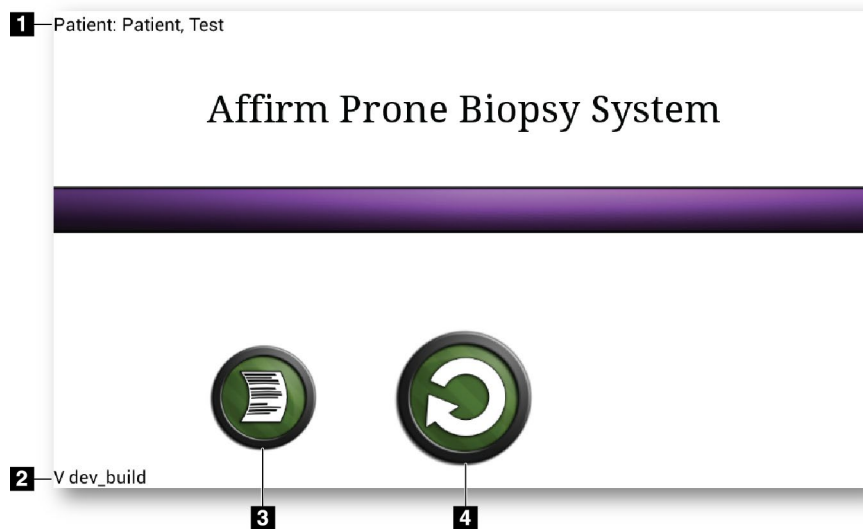 1 Patient: Patient, Test
Affirm Prone Biopsy System
2 V dev_build
3 4